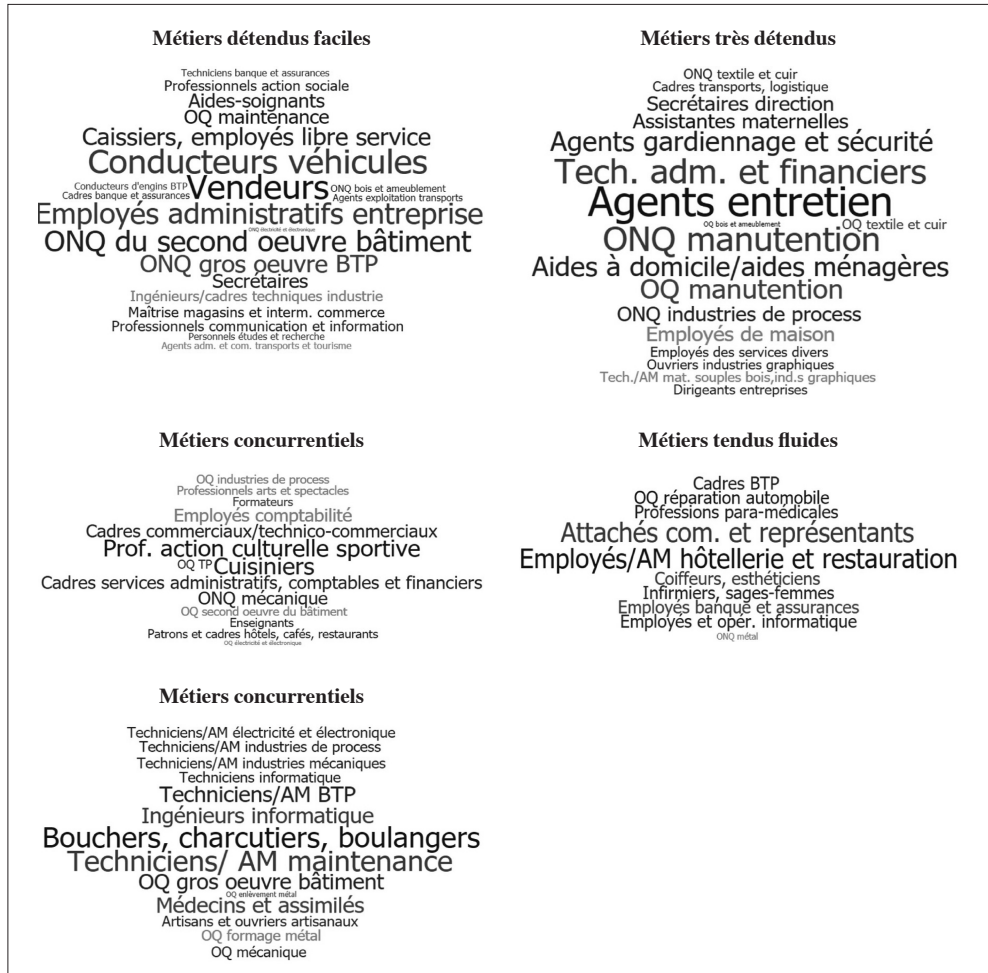 Métiers détendus faciles
Techniciens banque et assurances
Professionnels action sociale
Aides-soignants
OQ maintenance
Caissiers, employés libre service
Conducteurs véhicules
Conducteurs d'engins BTP
Cadres banque et assurances
Vendeurs
ONQ bois et ameublement
Agents exploitation transports
Employés administratifs entreprise
ONQ électricité et électronique
ONQ du second oeuvre bâtiment
ONQ gros oeuvre BTP
Secrétaires
Ingénieurs/cadres techniques industrie
Maîtrise magasins et interm. commerce
Professionnels communication et information
Personnels études et recherche
Agents adm. et com. transports et tourisme
Métiers très détendus
ONQ textile et cuir
Cadres transports, logistique
Secrétaires direction
Assistantes maternelles
Agents gardiennage et sécurité
Tech. adm. et financiers
Agents entretien
OQ bois et ameublement
OQ textile et cuir
ONQ manutention
Aides à domicile/aides ménagères
OQ manutention
ONQ industries de process
Employés de maison
Employés des services divers
Ouvriers industries graphiques
Tech./AM mat. souples bois,ind.s graphiques
Dirigeants entreprises
Métiers concurrentiels
OQ industries de process
Professionnels arts et spectacles
Formateurs
Employés comptabilité
Cadres commerciaux/technico-commerciaux
Prof. action culturelle sportive
OQ TP Cuisiniers
Cadres services administratifs, comptables et financiers
ONQ mécanique
OQ second oeuvre du bâtiment
Enseignants
Patrons et cadres hôtels, cafés, restaurants
OQ électricité et électronique
Métiers tendus fluides
Cadres BTP
OQ réparation automobile
Professions para-médicales
Attachés com. et représentants
Employés/AM hôtellerie et restauration
Coiffeurs, esthéticiens
Infirmiers, sages-femmes
Employés banque et assurances
Employés et opér. informatique
ONQ métal
Métiers concurrentiels
Techniciens/AM électricité et électronique
Techniciens/AM industries de process
Techniciens/AM industries mécaniques
Techniciens informatique
Techniciens/AM BTP
Ingénieurs informatique
Bouchers, charcutiers, boulangers
Techniciens/ AM maintenance
OQ gros oeuvre bâtiment
OQ enlèvement métal
Médecins et assimilés
Artisans et ouvriers artisanaux
OQ formage métal
OQ mécanique